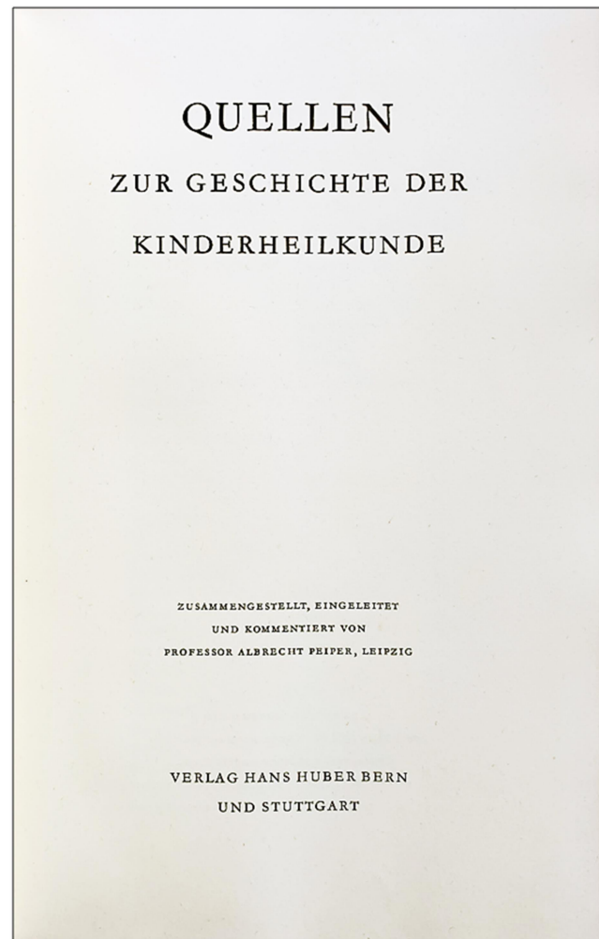 QUELLEN
ZUR GESCHICHTE DER
KINDERHEILKUNDE
ZUSAMMENGESTELLT, EINGELEITET
UND KOMMENTIERT VON
PROFESSOR ALBRECHT PEIPER, LEIPZIG
VERLAG HANS HUBER BERN
UND STUTTGART